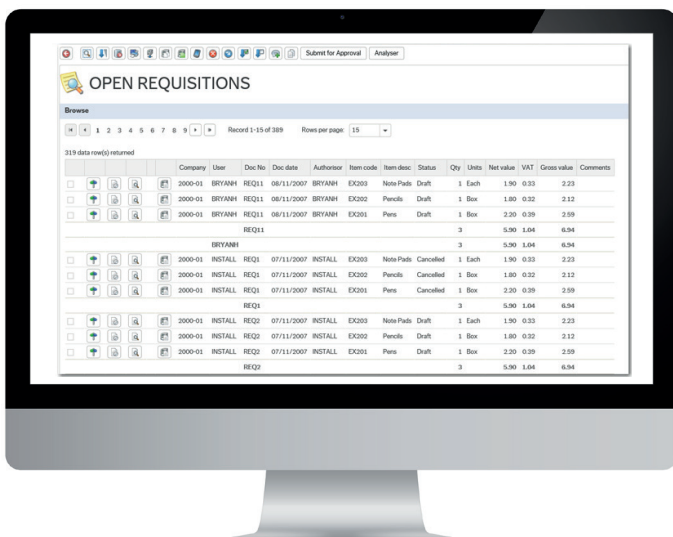 Submit for Approval Analyser
OPEN REQUISITIONS
Browse
1 2 3 4 5 6 7 8 9 Record 1-15 of 389 Rows per page: 15
319 data row(s) returned
Company User Doc No Doc date Authorisor Item code Item desc Status Qty Units Net value VAT Gross value Comments
2000-01 BRYANH REQ11 08/11/2007 BRYANH EX203 Note Pads Draft 1 Each 1.90 0.33 2.23
2000-01 BRYANH REQ11 08/11/2007 BRYANH EX202 Pencils Draft 1 Box 1.80 0.32 2.12
2000-01 BRYANH REQ11 08/11/2007 BRYANH EX201 Pens Draft 1 Box 2.20 0.39 2.59
REQ11 3 5.90 1.04 6.94
BRYANH 3 5.90 1.04 6.94
2000-01 INSTALL REQ1 07/11/2007 INSTALL EX203 Note Pads Cancelled 1 Each 1.90 0.33 2.23
2000-01 INSTALL REQ1 07/11/2007 INSTALL EX202 Pencils Cancelled 1 Box 1.80 0.32 2.12
2000-01 INSTALL REQ1 07/11/2007 INSTALL EX201 Pens Cancelled 1 Box 2.20 0.39 2.59
REQ1 3 5.90 1.04 6.94
2000-01 INSTALL REQ2 07/11/2007 INSTALL EX203 Note Pads Draft 1 Each 1.90 0.33 2.23
2000-01 INSTALL REQ2 07/11/2007 INSTALL EX202 Pencils Draft 1 Box 1.80 0.32 2.12
2000-01 INSTALL REQ2 07/11/2007 INSTALL EX201 Pens Draft 1 Box 2.20 0.39 2.59
REQ2 3 5.90 1.04 6.94